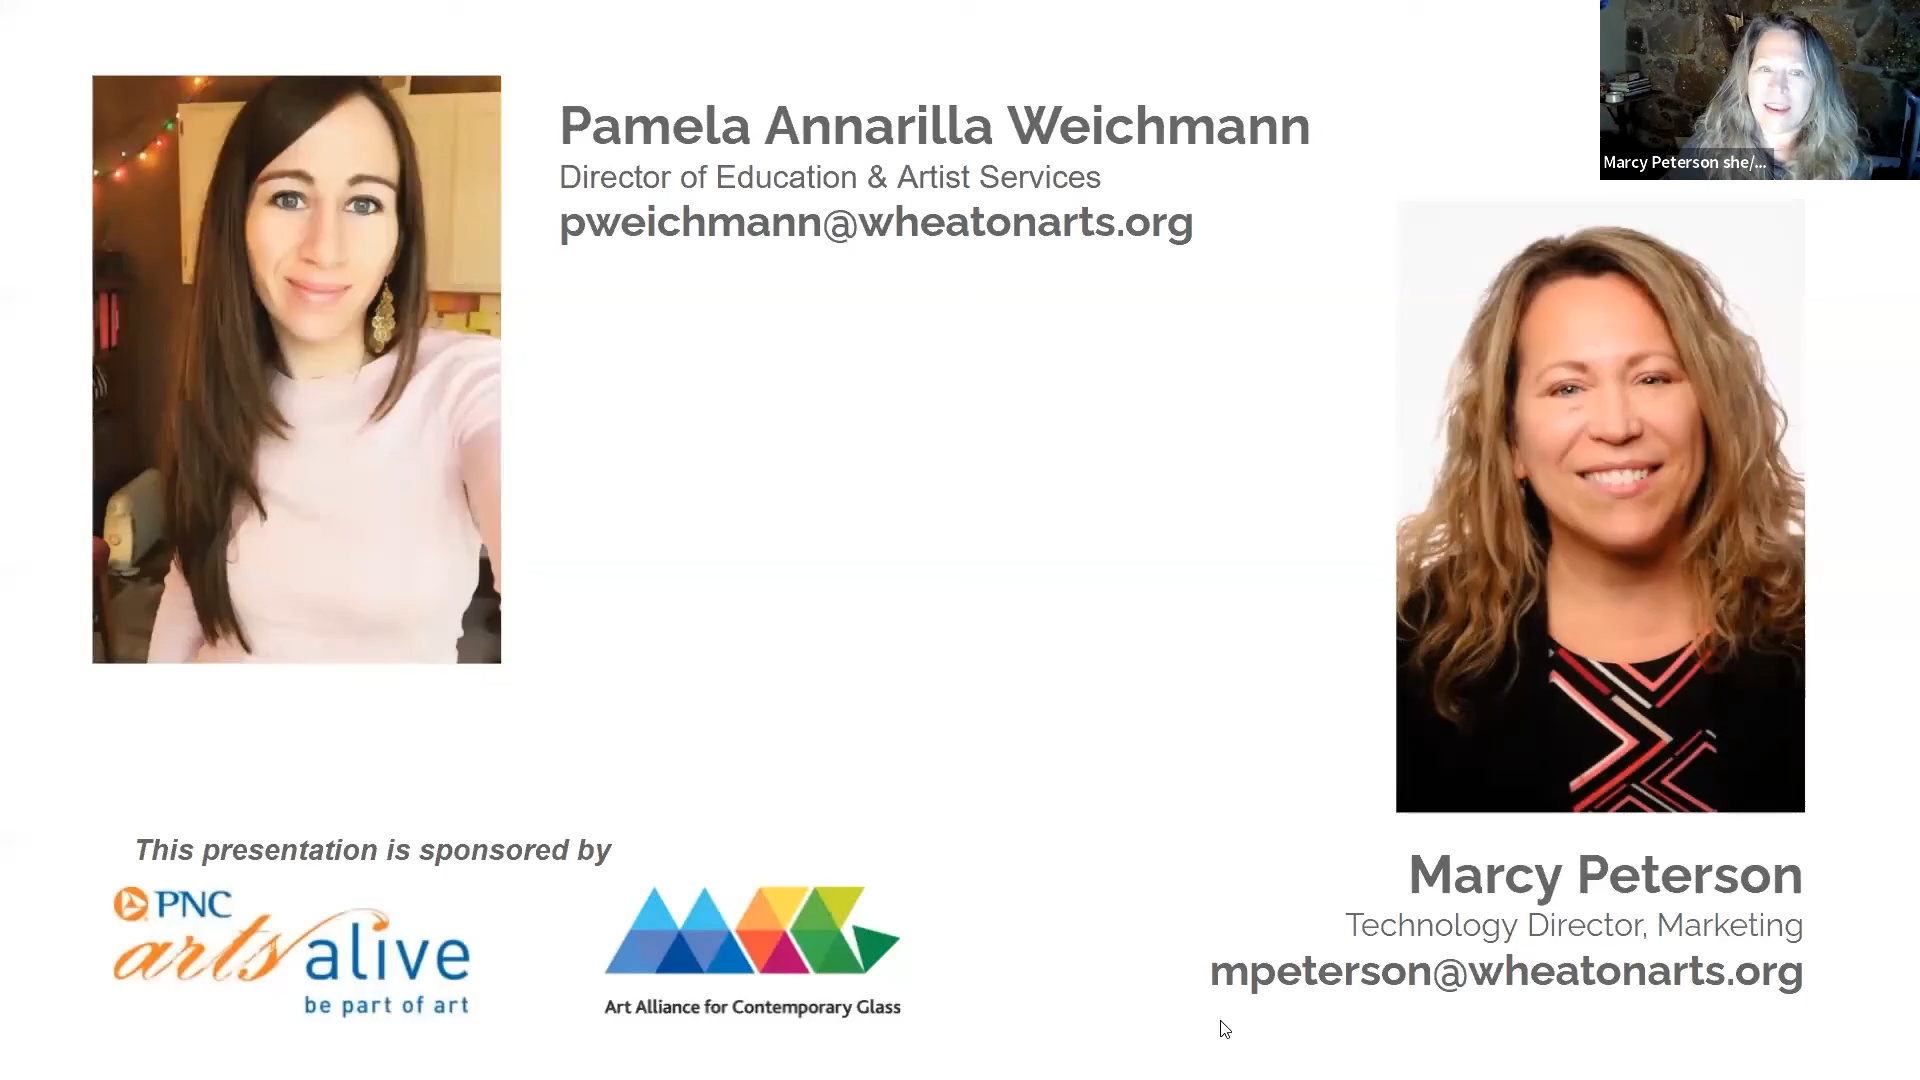 Pamela Annarilla Weichmann
Director of Education & Artist Services
pweichmann@wheatonarts.org
Marcy Peterson she/...
This presentation is sponsored by
PNC
arts alive
be part of art
Art Alliance for Contemporary Glass
Marcy Peterson
Technology Director, Marketing
mpeterson@wheatonarts.org